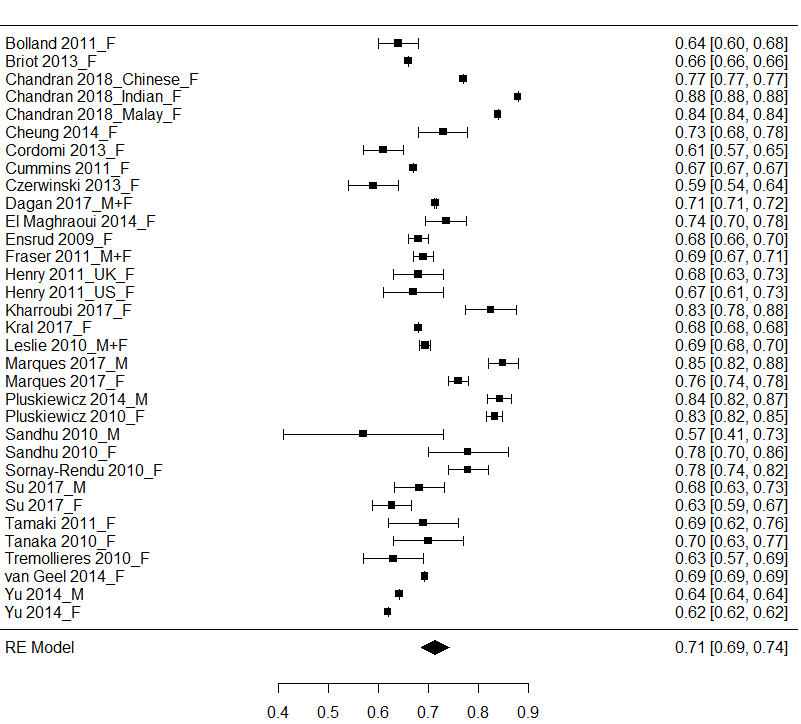 Bolland 2011_F 0.64 [0.60, 0.68]
Briot 2013_F 0.66 [0.66, 0.66]
Chandran 2018_Chinese_F 0.77 [0.77, 0.77]
Chandran 2018_Indian_F 0.88 [0.88, 0.88]
Chandran 2018_Malay_F 0.84 [0.84, 0.84]
Cheung 2014_F 0.73 [0.68, 0.78]
Cordomi 2013_F 0.61 [0.57, 0.65]
Cummins 2011_F 0.67 [0.67, 0.67]
Czerwinski 2013_F 0.59 [0.54, 0.64]
Dagan 2017_M+F 0.71 [0.71, 0.72]
El Maghraoui 2014_F 0.74 [0.70, 0.78]
Ensrud 2009_F 0.68 [0.66, 0.70]
Fraser 2011_M+F 0.69 [0.67, 0.71]
Henry 2011_UK_F 0.68 [0.63, 0.73]
Henry 2011_US_F 0.67 [0.61, 0.73]
Kharroubi 2017_F 0.83 [0.78, 0.88]
Kral 2017_F 0.68 [0.68, 0.68]
Leslie 2010_M+F 0.69 [0.68, 0.70]
Marques 2017_M 0.85 [0.82, 0.88]
Marques 2017_F 0.76 [0.74, 0.78]
Pluskiewicz 2014_M 0.84 [0.82, 0.87]
Pluskiewicz 2010_F 0.83 [0.82, 0.85]
Sandhu 2010_M 0.57 [0.41, 0.73]
Sandhu 2010_F 0.78 [0.70, 0.86]
Sornay-Rendu 2010_F 0.78 [0.74, 0.82]
Su 2017_M 0.68 [0.63, 0.73]
Su 2017_F 0.63 [0.59, 0.67]
Tamaki 2011_F 0.69 [0.62, 0.76]
Tanaka 2010_F 0.70 [0.63, 0.77]
Tremollieres 2010_F 0.63 [0.57, 0.69]
van Geel 2014_F 0.69 [0.69, 0.69]
Yu 2014_M 0.64 [0.64, 0.64]
Yu 2014_F 0.62 [0.62, 0.62]
RE Model 0.71 [0.69, 0.74]
0.4 0.5 0.6 0.7 0.8 0.9